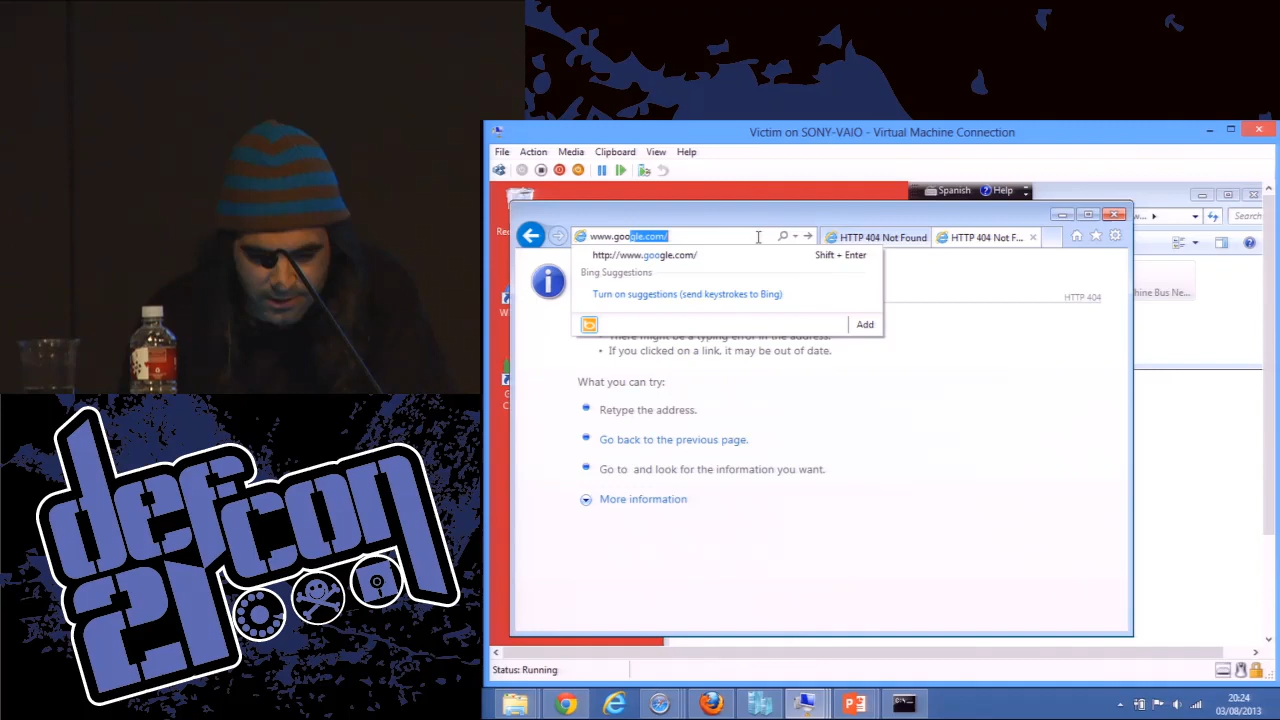 Victim on SONY-VAIO - Virtual Machine Connection
File Action Media Clipboard View Help
Spanish Help
www.google.com/
HTTP 404 Not Found
HTTP 404 Not F...
Search
http://www.google.com/ Shift + Enter
Bing Suggestions
Turn on suggestions (send keystrokes to Bing)
Add
HTTP 404
hine Bus Ne...
• If you clicked on a link, it may be out of date.
What you can try:
Retype the address.
Go back to the previous page.
Go to and look for the information you want.
More information
Status: Running
20:24
03/08/2013
defcon
21